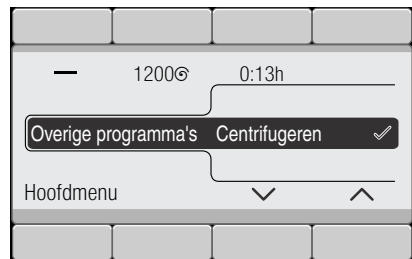 — 1200 0:13h
Overige programma's Centrifugeren ✓
Hoofdmenu